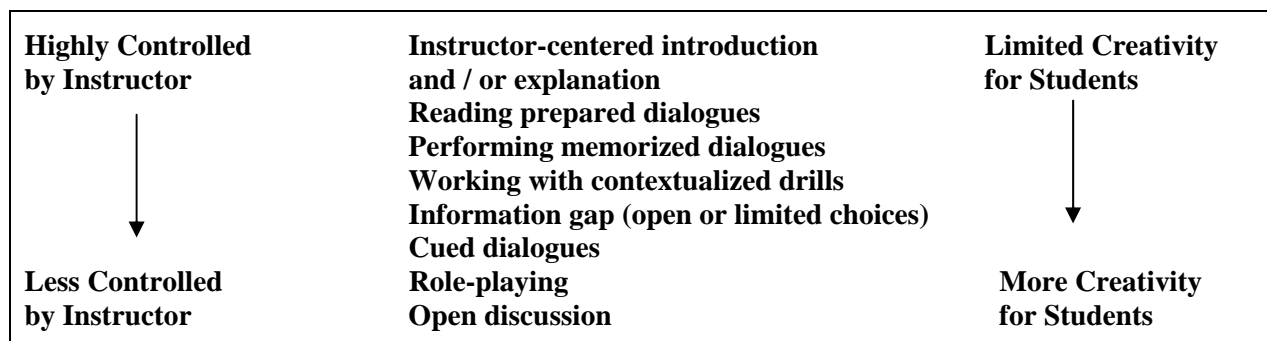 Highly Controlled
by Instructor
Less Controlled
by Instructor
Instructor-centered introduction
and / or explanation
Reading prepared dialogues
Performing memorized dialogues
Working with contextualized drills
Information gap (open or limited choices)
Cued dialogues
Role-playing
Open discussion
Limited Creativity
for Students
More Creativity
for Students